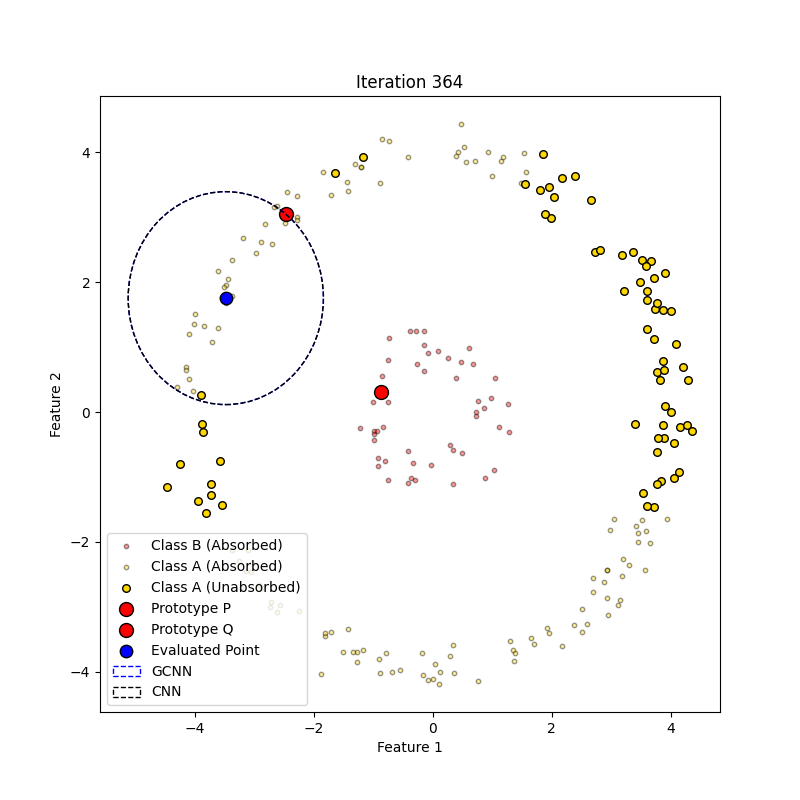 Iteration 364
Feature 2
4
2
0
−2
−4
Class B (Absorbed)
Class A (Absorbed)
Class A (Unabsorbed)
Prototype P
Prototype Q
Evaluated Point
GCNN
CNN
−4 −2 0 2 4
Feature 1